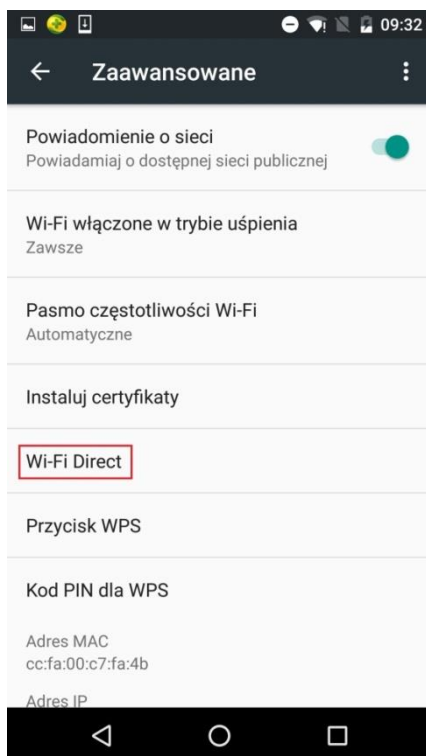 09:32
Zaawansowane
Powiadomienie o sieci
Powiadamiaj o dostępnej sieci publicznej
Wi-Fi włączone w trybie uśpienia
Zawsze
Pasmo częstotliwości Wi-Fi
Automatyczne
Instaluj certyfikaty
Wi-Fi Direct
Przycisk WPS
Kod PIN dla WPS
Adres MAC
cc:fa:00:c7:fa:4b
Adres IP